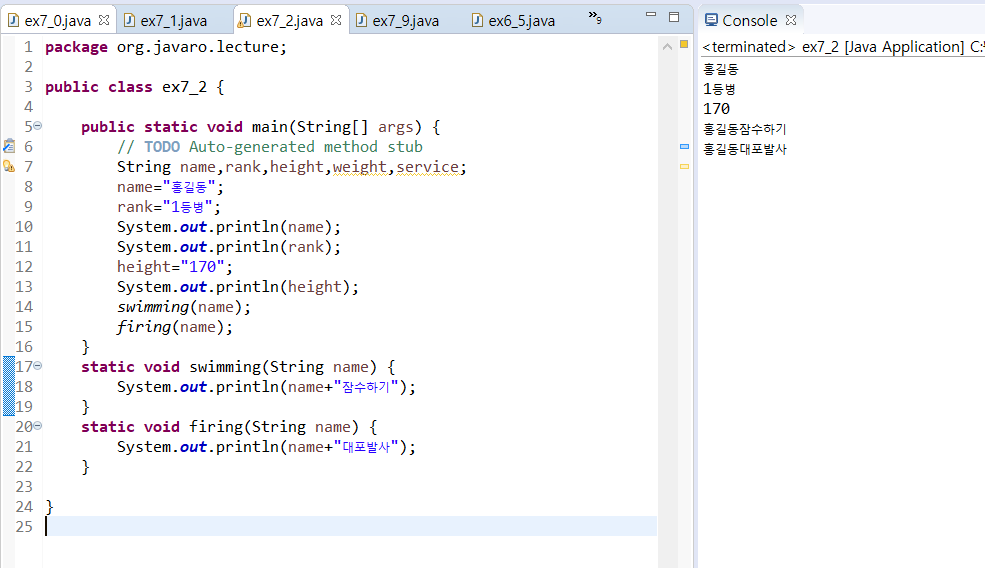 ex7_0.java ex7_1.java ex7_2.java ex7_9.java ex6_5.java »9
1 package org.javaro.lecture;
2
3 public class ex7_2 {
4
5 public static void main(String[] args) {
6 // TODO Auto-generated method stub
7 String name,rank,height,weight,service;
8 name="홍길동";
9 rank="1등병";
10 System.out.println(name);
11 System.out.println(rank);
12 height="170";
13 System.out.println(height);
14 swimming(name);
15 firing(name);
16 }
17 static void swimming(String name) {
18 System.out.println(name+"잠수하기");
19 }
20 static void firing(String name) {
21 System.out.println(name+"대포발사");
22 }
23
24 }
25
Console
<terminated> ex7_2 [Java Application] C:
홍길동
1등병
170
홍길동잠수하기
홍길동대포발사